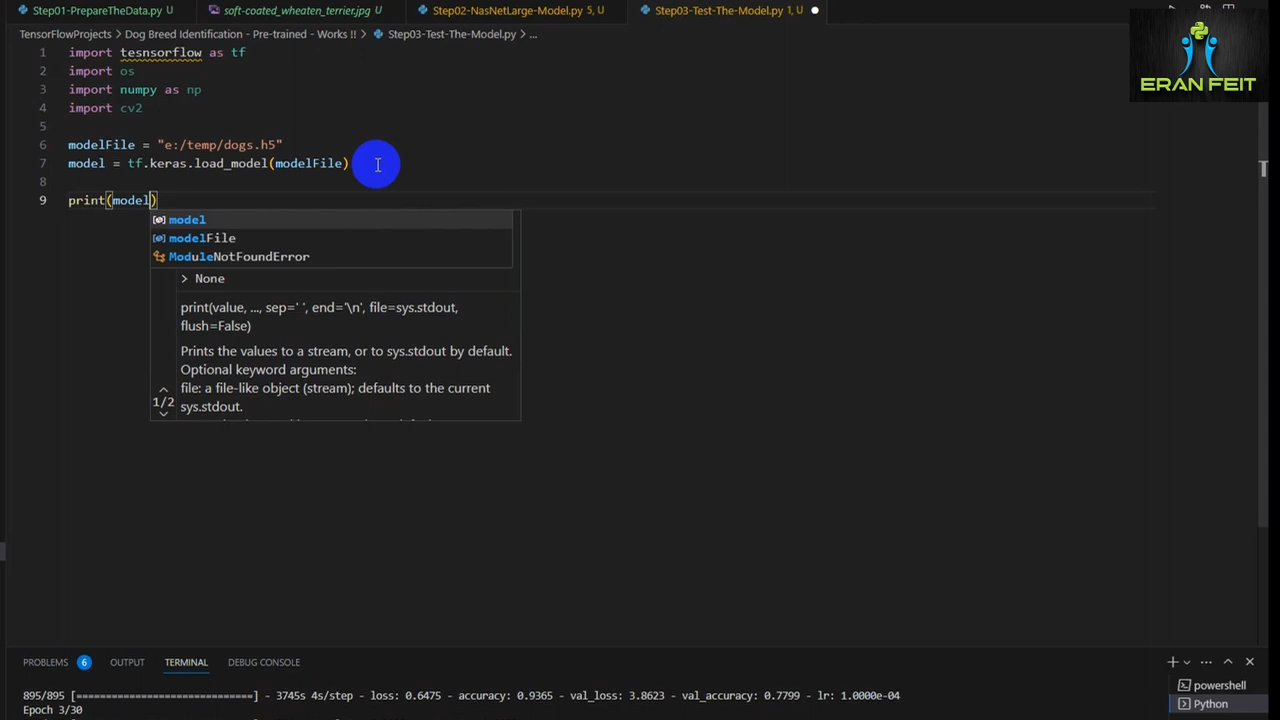 Step01-PrepareTheData.py U
soft-coated_wheaten_terrier.jpg U
Step02-NasNetLarge-Model.py 5, U
Step03-Test-The-Model.py 1, U
TensorFlowProjects > Dog Breed Identification - Pre-trained - Works !! > Step03-Test-The-Model.py > ...
1 import tesnsorflow as tf
2 import os
3 import numpy as np
4 import cv2
5
6 modelFile = "e:/temp/dogs.h5"
7 model = tf.keras.load_model(modelFile)
8
9 print(model)
model
modelFile
ModuleNotFoundError
> None
print(value, ..., sep=' ', end='\n', file=sys.stdout,
flush=False)
Prints the values to a stream, or to sys.stdout by default.
Optional keyword arguments:
file: a file-like object (stream); defaults to the current
sys.stdout.
1/2
ERAN FEIT
PROBLEMS 6 OUTPUT TERMINAL DEBUG CONSOLE
895/895 [==============================] - 3745s 4s/step - loss: 0.6475 - accuracy: 0.9365 - val_loss: 3.8623 - val_accuracy: 0.7799 - lr: 1.0000e-04
Epoch 3/30
powershell
Python